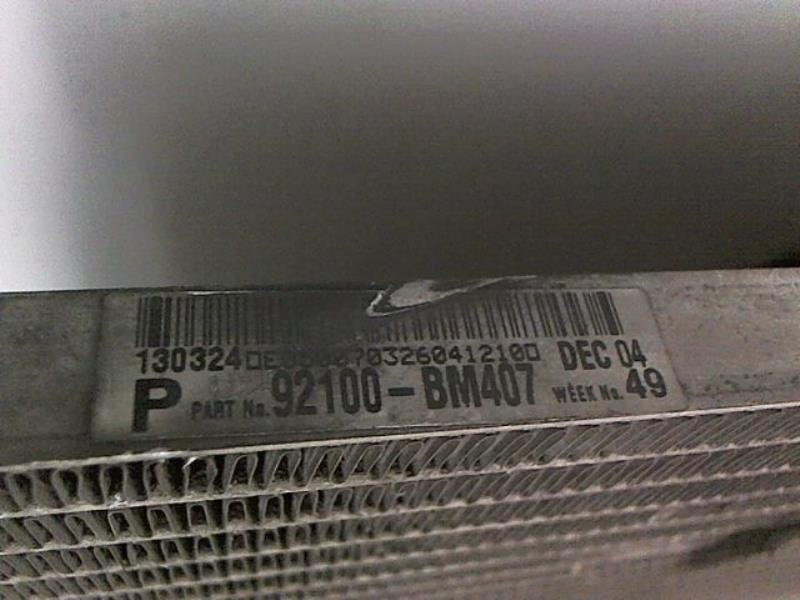 130324 DEC 04
P PART No. 92100-BM407 WEEK No. 49